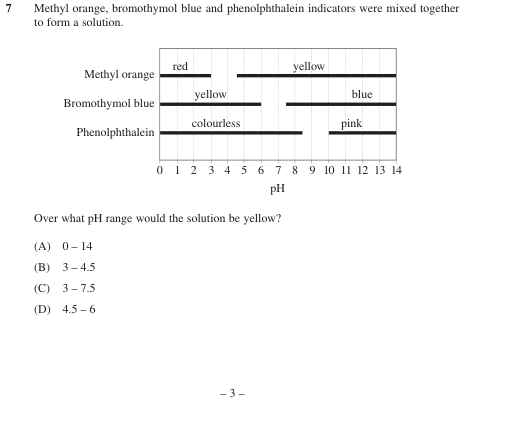 7 Methyl orange, bromothymol blue and phenolphthalein indicators were mixed together
to form a solution.
red yellow
Methyl orange
yellow blue
Bromothymol blue
colourless pink
Phenolphthalein
0 1 2 3 4 5 6 7 8 9 10 11 12 13 14
pH
Over what pH range would the solution be yellow?
(A) 0 – 14
(B) 3 – 4.5
(C) 3 – 7.5
(D) 4.5 – 6
– 3 –